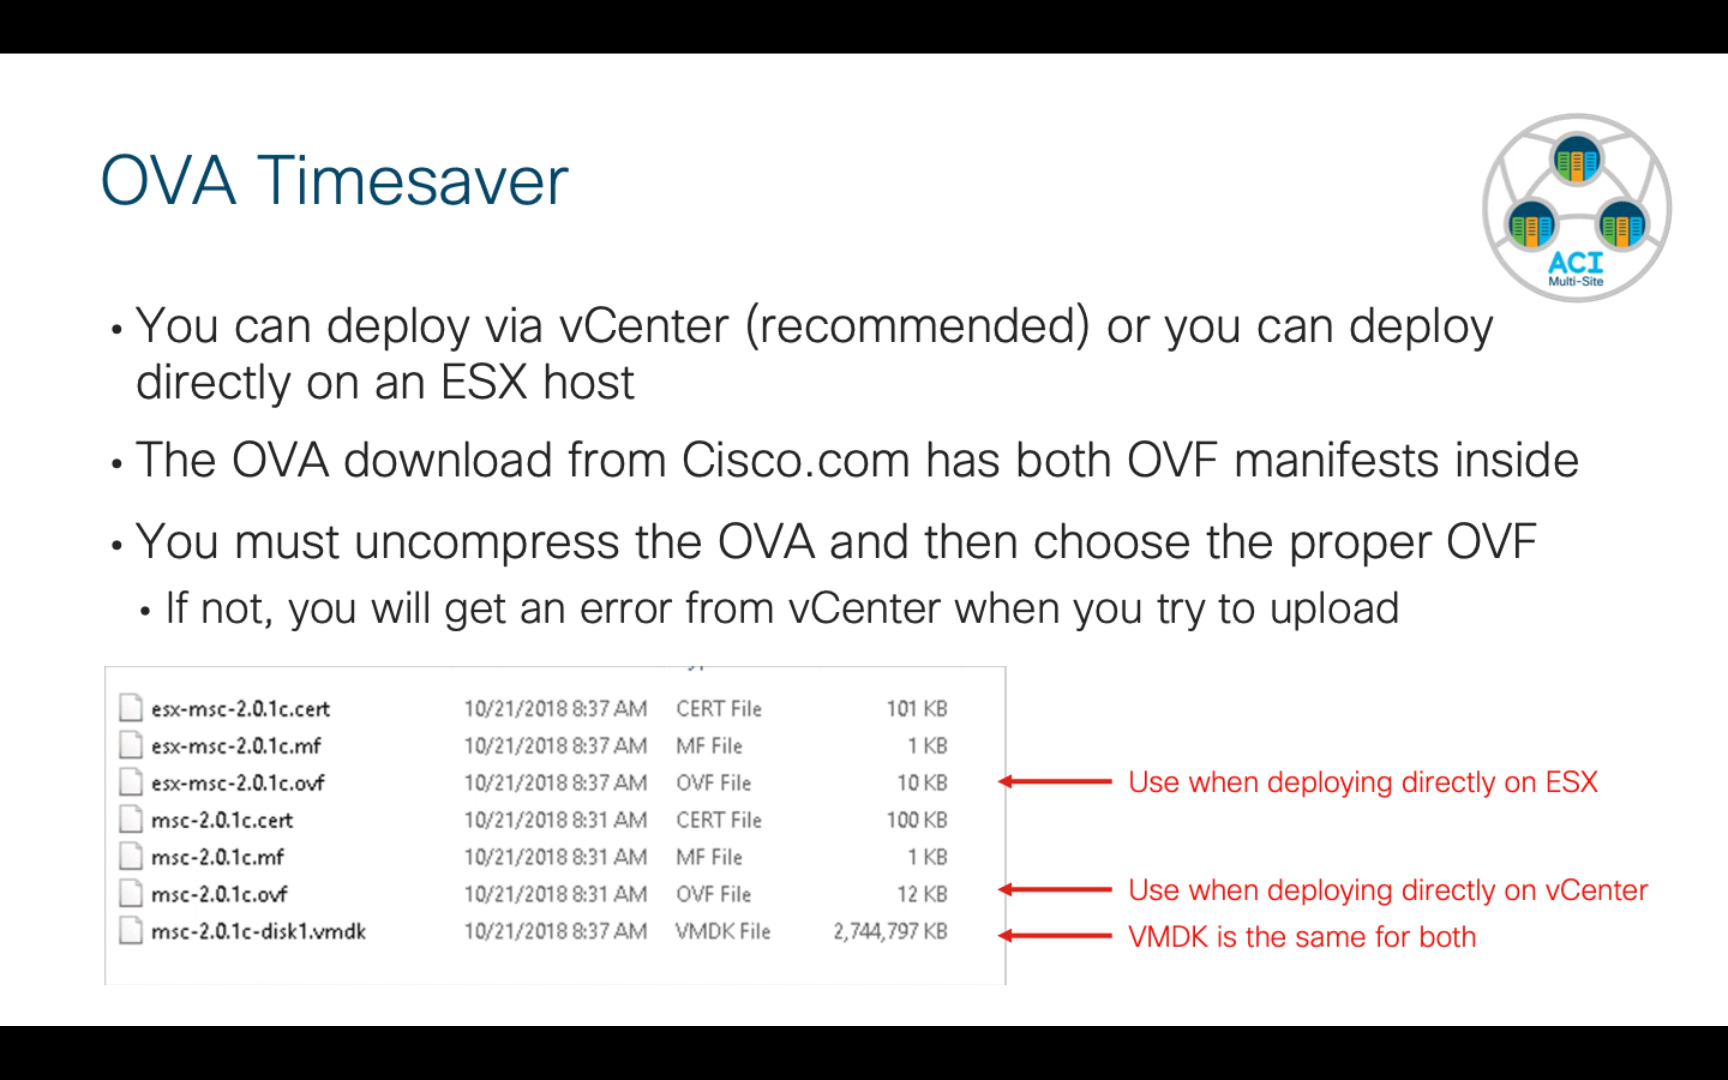 OVA Timesaver
ACI
Multi-Site
• You can deploy via vCenter (recommended) or you can deploy
directly on an ESX host
• The OVA download from Cisco.com has both OVF manifests inside
• You must uncompress the OVA and then choose the proper OVF
• If not, you will get an error from vCenter when you try to upload
esx-msc-2.0.1c.cert 10/21/2018 8:37 AM CERT File 101 KB
esx-msc-2.0.1c.mf 10/21/2018 8:37 AM MF File 1 KB
esx-msc-2.0.1c.ovf 10/21/2018 8:37 AM OVF File 10 KB Use when deploying directly on ESX
msc-2.0.1c.cert 10/21/2018 8:31 AM CERT File 100 KB
msc-2.0.1c.mf 10/21/2018 8:31 AM MF File 1 KB
msc-2.0.1c.ovf 10/21/2018 8:31 AM OVF File 12 KB Use when deploying directly on vCenter
msc-2.0.1c-disk1.vmdk 10/21/2018 8:37 AM VMDK File 2,744,797 KB VMDK is the same for both